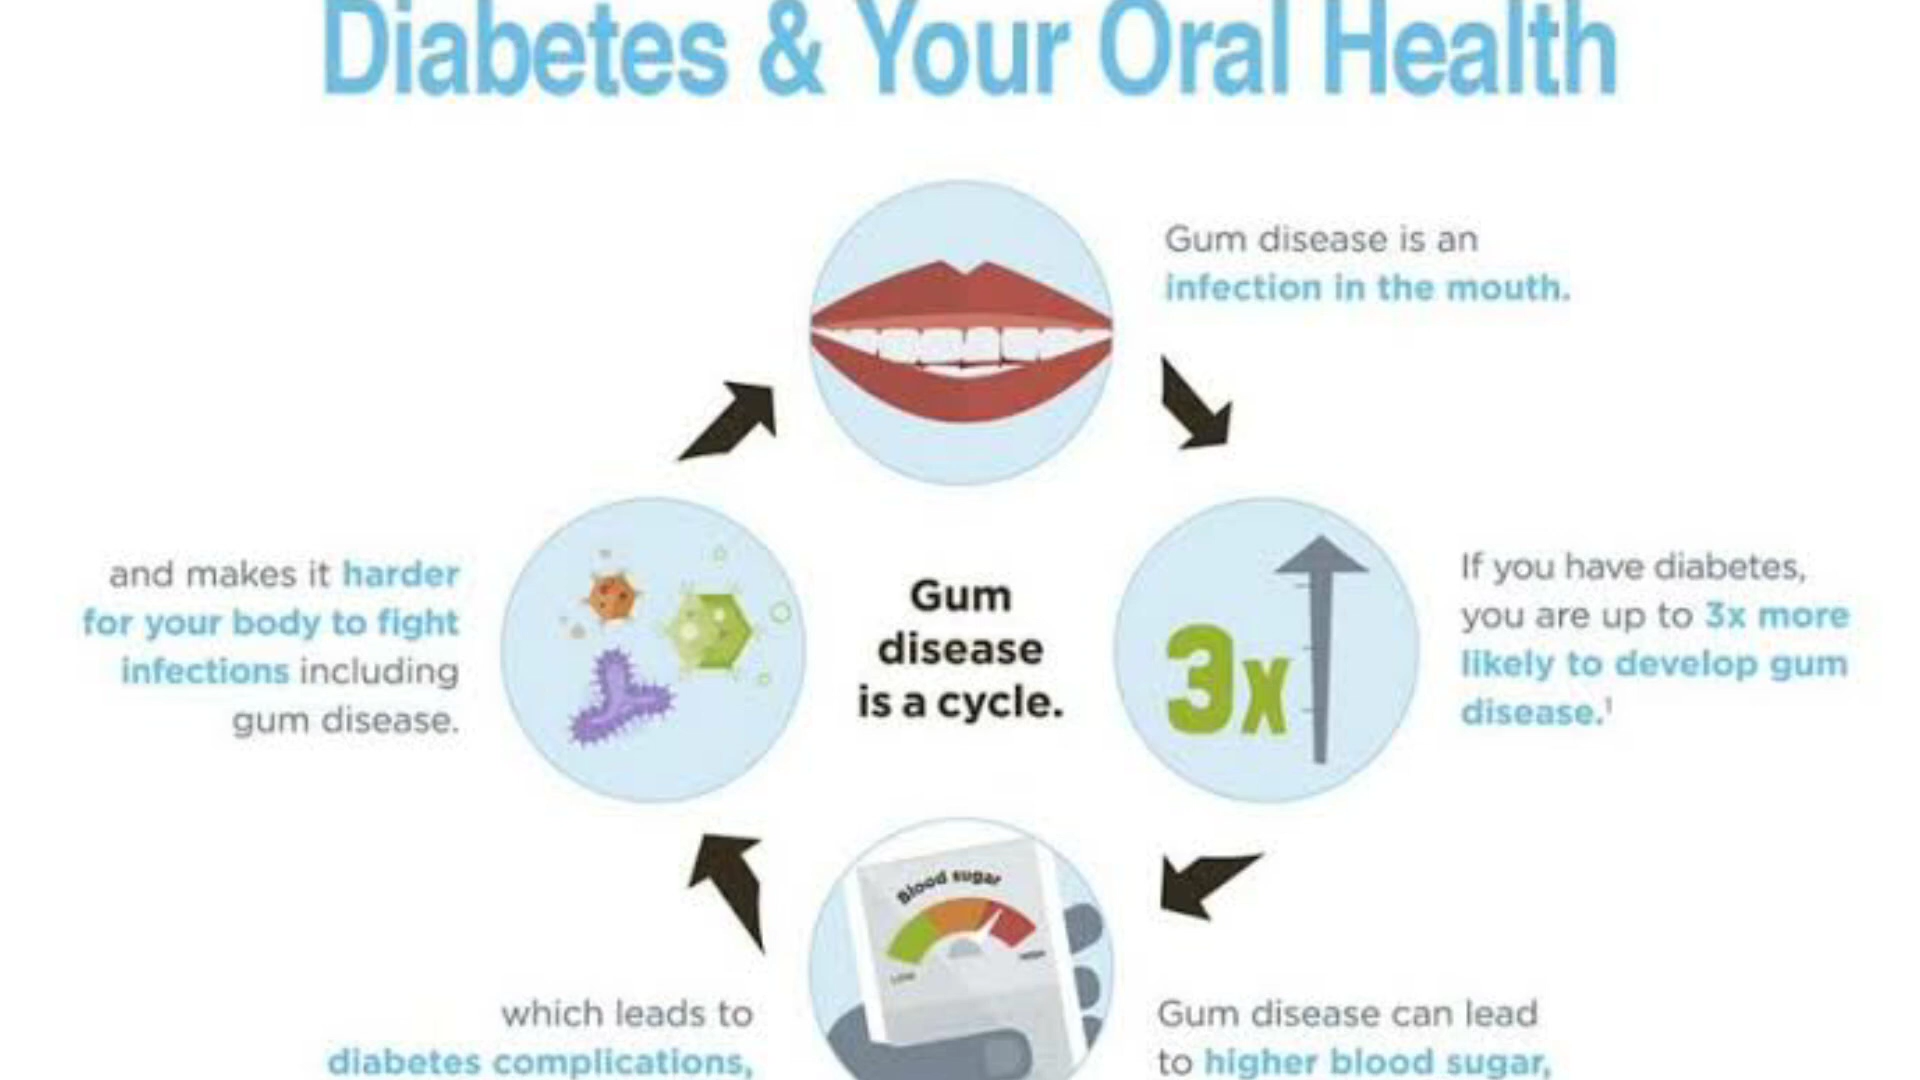 Diabetes & Your Oral Health
Gum disease is an
infection in the mouth.
If you have diabetes,
you are up to 3x more
likely to develop gum
disease.¹
3x
Gum
disease
is a cycle.
Gum disease can lead
to higher blood sugar,
Blood sugar
which leads to
diabetes complications,
and makes it harder
for your body to fight
infections including
gum disease.